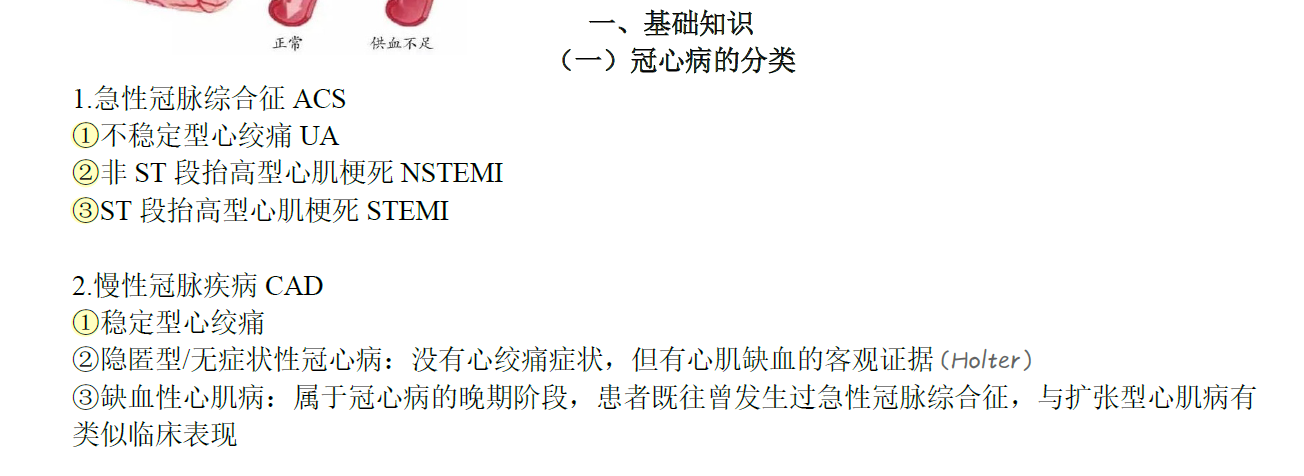 正常
供血不足
一、基础知识
（一）冠心病的分类
1.急性冠脉综合征 ACS
①不稳定型心绞痛 UA
②非 ST 段抬高型心肌梗死 NSTEMI
③ST 段抬高型心肌梗死 STEMI
2.慢性冠脉疾病 CAD
①稳定型心绞痛
②隐匿型/无症状性冠心病：没有心绞痛症状，但有心肌缺血的客观证据（Holter）
③缺血性心肌病：属于冠心病的晚期阶段，患者既往曾发生过急性冠脉综合征，与扩张型心肌病有
类似临床表现